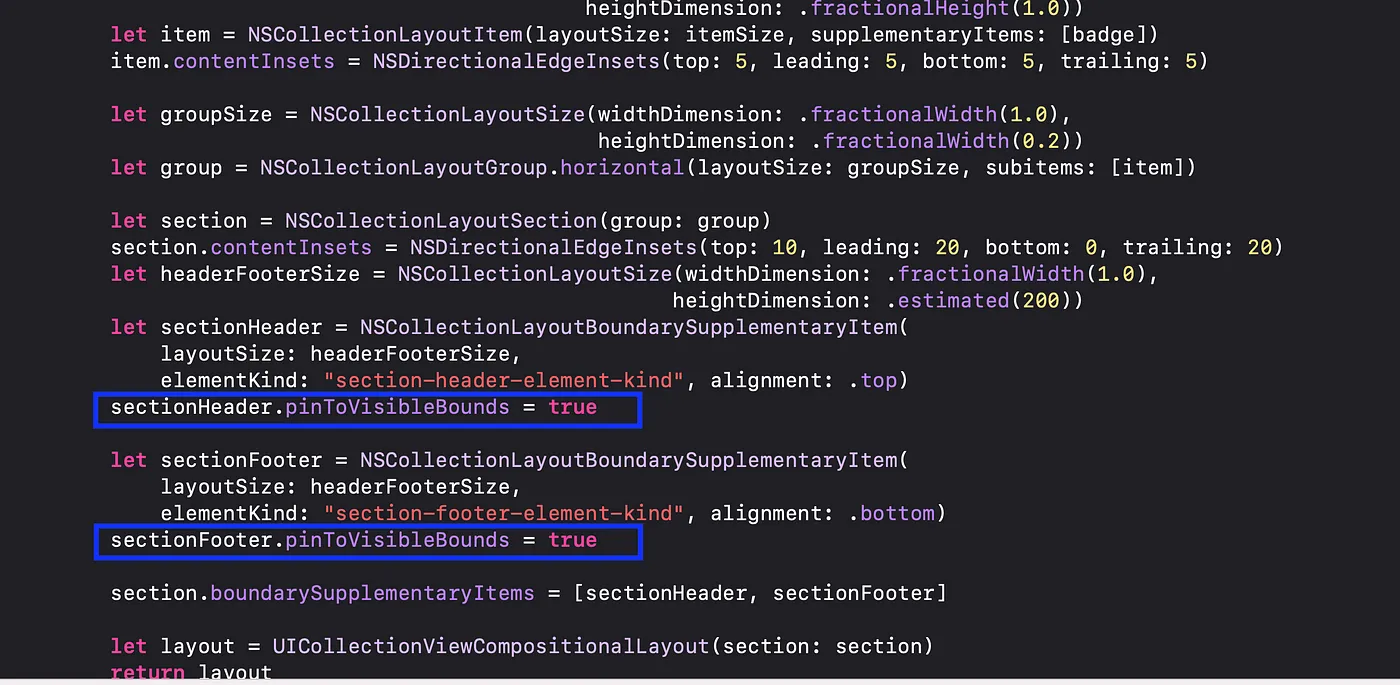 heightDimension: .fractionalHeight(1.0))
let item = NSCollectionLayoutItem(layoutSize: itemSize, supplementaryItems: [badge])
item.contentInsets = NSDirectionalEdgeInsets(top: 5, leading: 5, bottom: 5, trailing: 5)
let groupSize = NSCollectionLayoutSize(widthDimension: .fractionalWidth(1.0),
heightDimension: .fractionalWidth(0.2))
let group = NSCollectionLayoutGroup.horizontal(layoutSize: groupSize, subitems: [item])
let section = NSCollectionLayoutSection(group: group)
section.contentInsets = NSDirectionalEdgeInsets(top: 10, leading: 20, bottom: 0, trailing: 20)
let headerFooterSize = NSCollectionLayoutSize(widthDimension: .fractionalWidth(1.0),
heightDimension: .estimated(200))
let sectionHeader = NSCollectionLayoutBoundarySupplementaryItem(
layoutSize: headerFooterSize,
elementKind: "section-header-element-kind", alignment: .top)
sectionHeader.pinToVisibleBounds = true
let sectionFooter = NSCollectionLayoutBoundarySupplementaryItem(
layoutSize: headerFooterSize,
elementKind: "section-footer-element-kind", alignment: .bottom)
sectionFooter.pinToVisibleBounds = true
section.boundarySupplementaryItems = [sectionHeader, sectionFooter]
let layout = UICollectionViewCompositionalLayout(section: section)
return layout